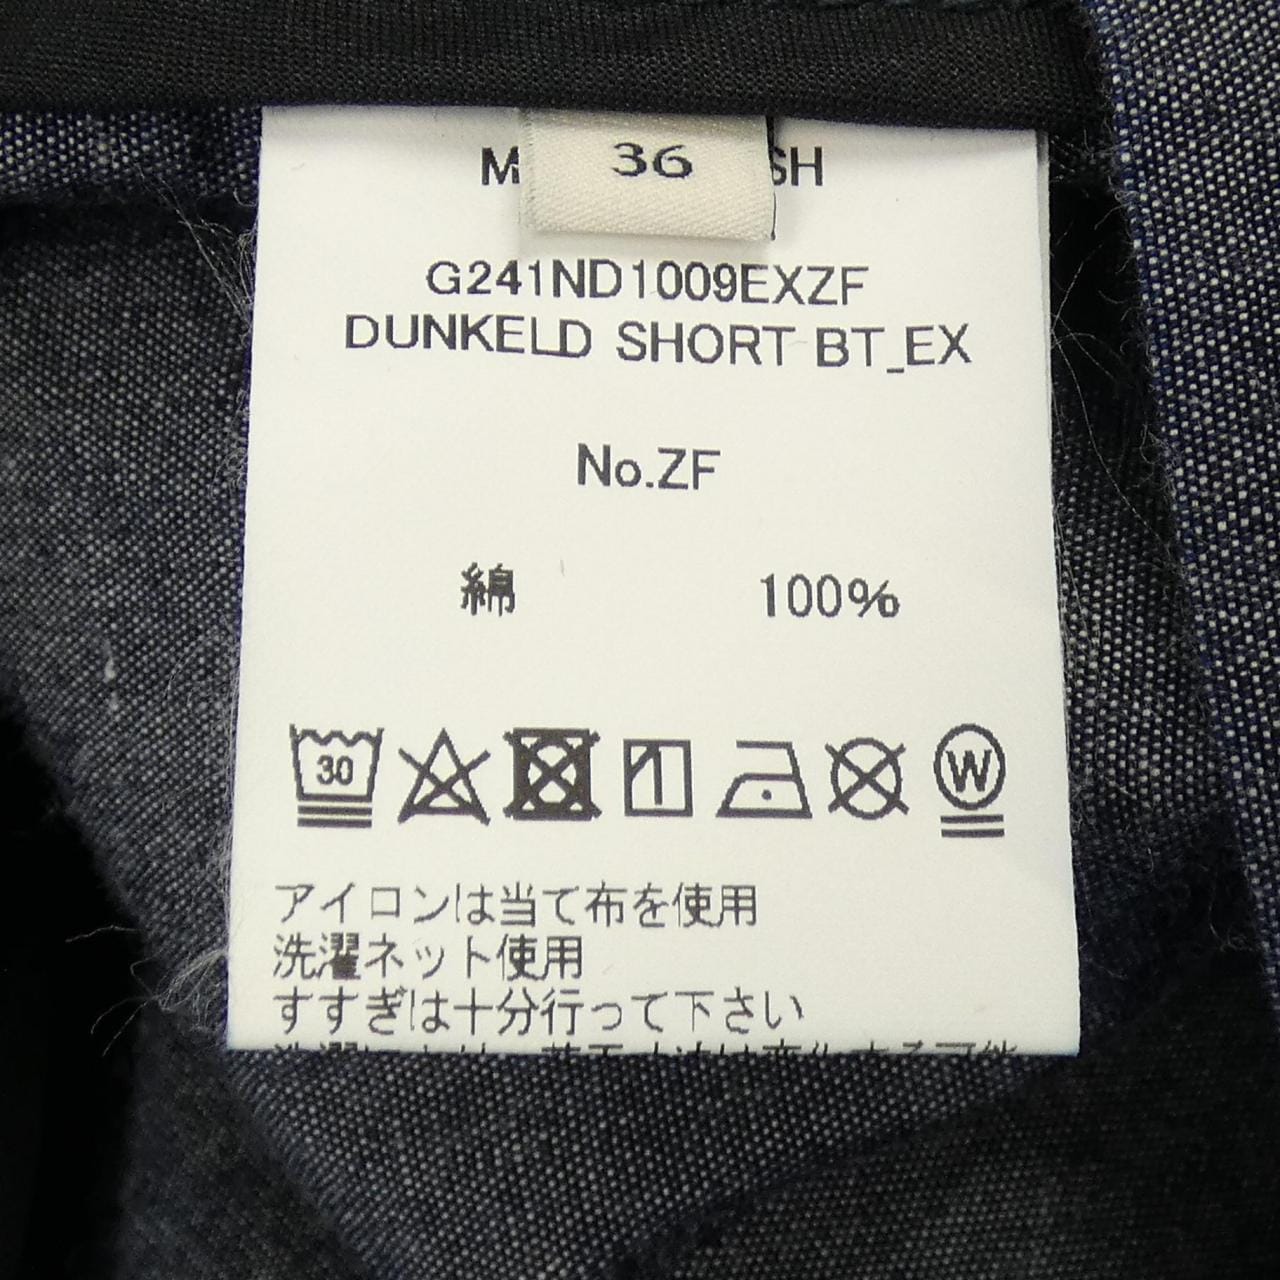 36
G241ND1009EXZF
DUNKELD SHORT BT_EX
No.ZF
綿 100%
30 W
アイロンは当て布を使用
洗濯ネット使用
すすぎは十分行って下さい